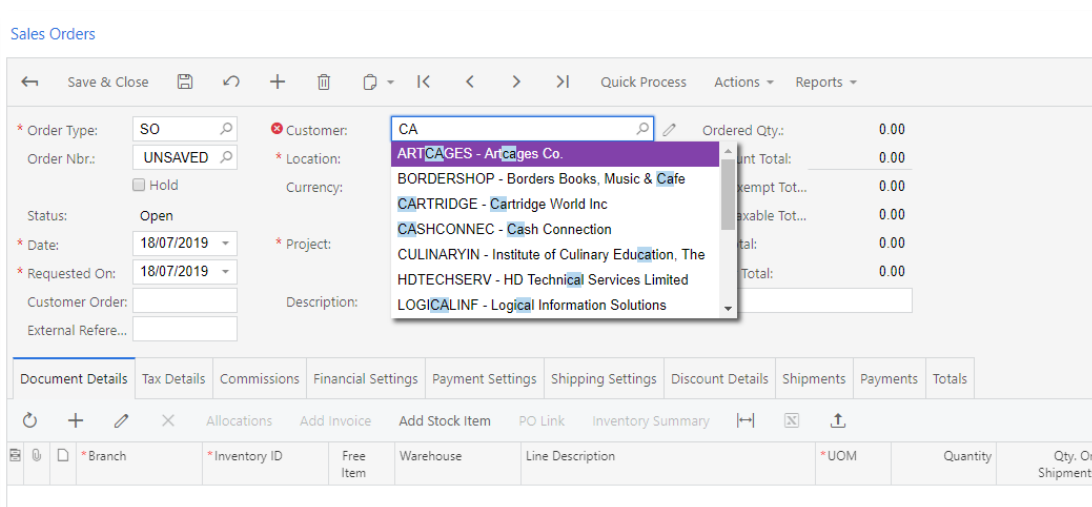 Sales Orders
Save & Close Quick Process Actions Reports
* Order Type: SO Customer: CA Ordered Qty.: 0.00
ARTCAGES - Artcages Co.
Order Nbr.: UNSAVED * Location: unt Total: 0.00
BORDERSHOP - Borders Books, Music & Cafe
Hold Currency: xempt Tot... 0.00
CARTRIDGE - Cartridge World Inc
Status: Open axable Tot... 0.00
CASHCONNEC - Cash Connection
* Date: 18/07/2019 * Project: tal: 0.00
CULINARYIN - Institute of Culinary Education, The
* Requested On: 18/07/2019 Total: 0.00
HDTECHSERV - HD Technical Services Limited
Customer Order: Description:
LOGICALINF - Logical Information Solutions
External Refere...
Document Details Tax Details Commissions Financial Settings Payment Settings Shipping Settings Discount Details Shipments Payments Totals
Allocations Add Invoice Add Stock Item PO Link Inventory Summary
* Branch * Inventory ID Free Item Warehouse Line Description * UOM Quantity Qty. On Shipment